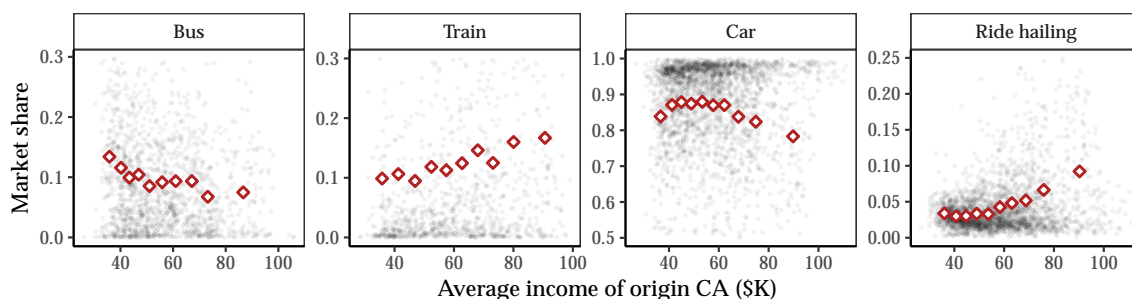 Bus Train Car Ride hailing
Market share
0.3 0.2 0.1 0.0
0.3 0.2 0.1 0.0
1.0 0.9 0.8 0.7 0.6 0.5
0.25 0.20 0.15 0.10 0.05 0.00
40 60 80 100 40 60 80 100 40 60 80 100 40 60 80 100
Average income of origin CA ($K)